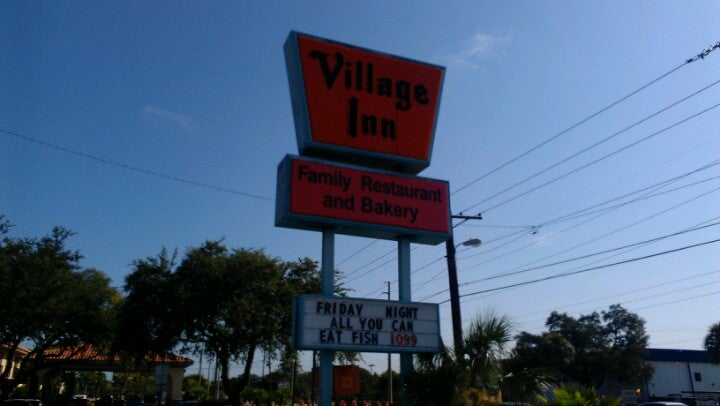 Village
Inn
Family Restaurant
and Bakery
FRIDAY NIGHT
ALL YOU CAN
EAT FISH 1099